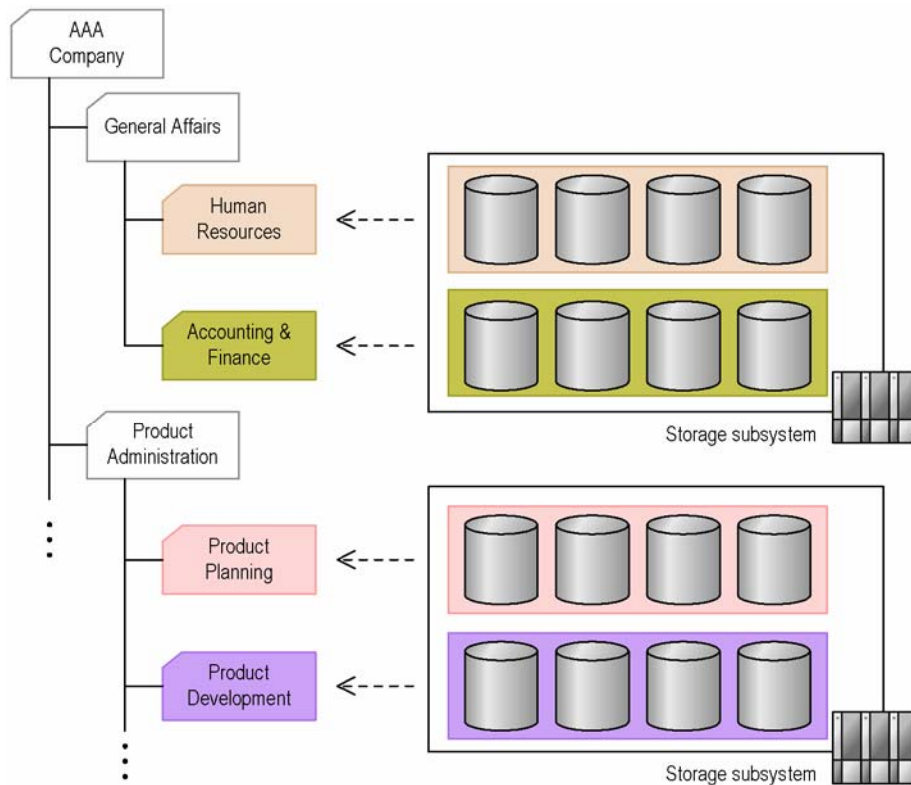 AAA
Company
General Affairs
Human
Resources
Accounting &
Finance
Storage subsystem
Product
Administration
Product
Planning
Product
Development
Storage subsystem